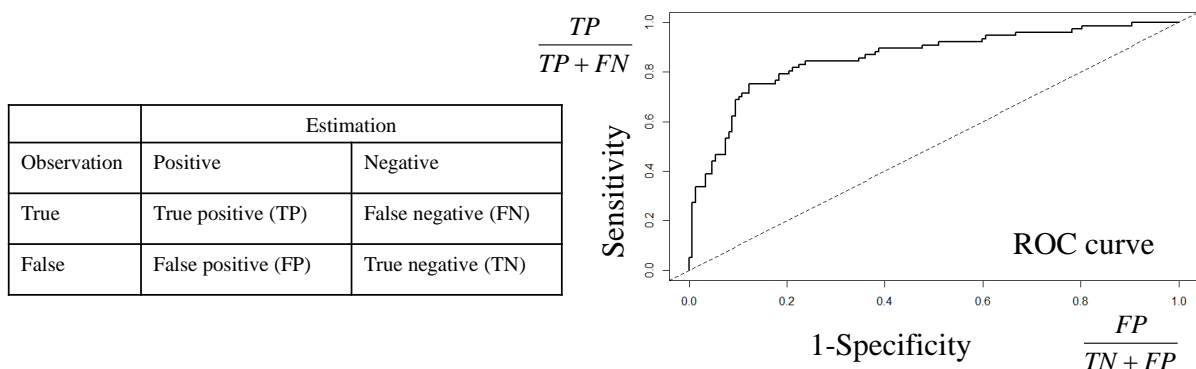 TP
TP + FN
Estimation
Observation Positive Negative
True True positive (TP) False negative (FN)
False False positive (FP) True negative (TN)
Sensitivity
1.0
0.8
0.6
0.4
0.2
0.0
ROC curve
0.0 0.2 0.4 0.6 0.8 1.0
1-Specificity
FP
TN + FP